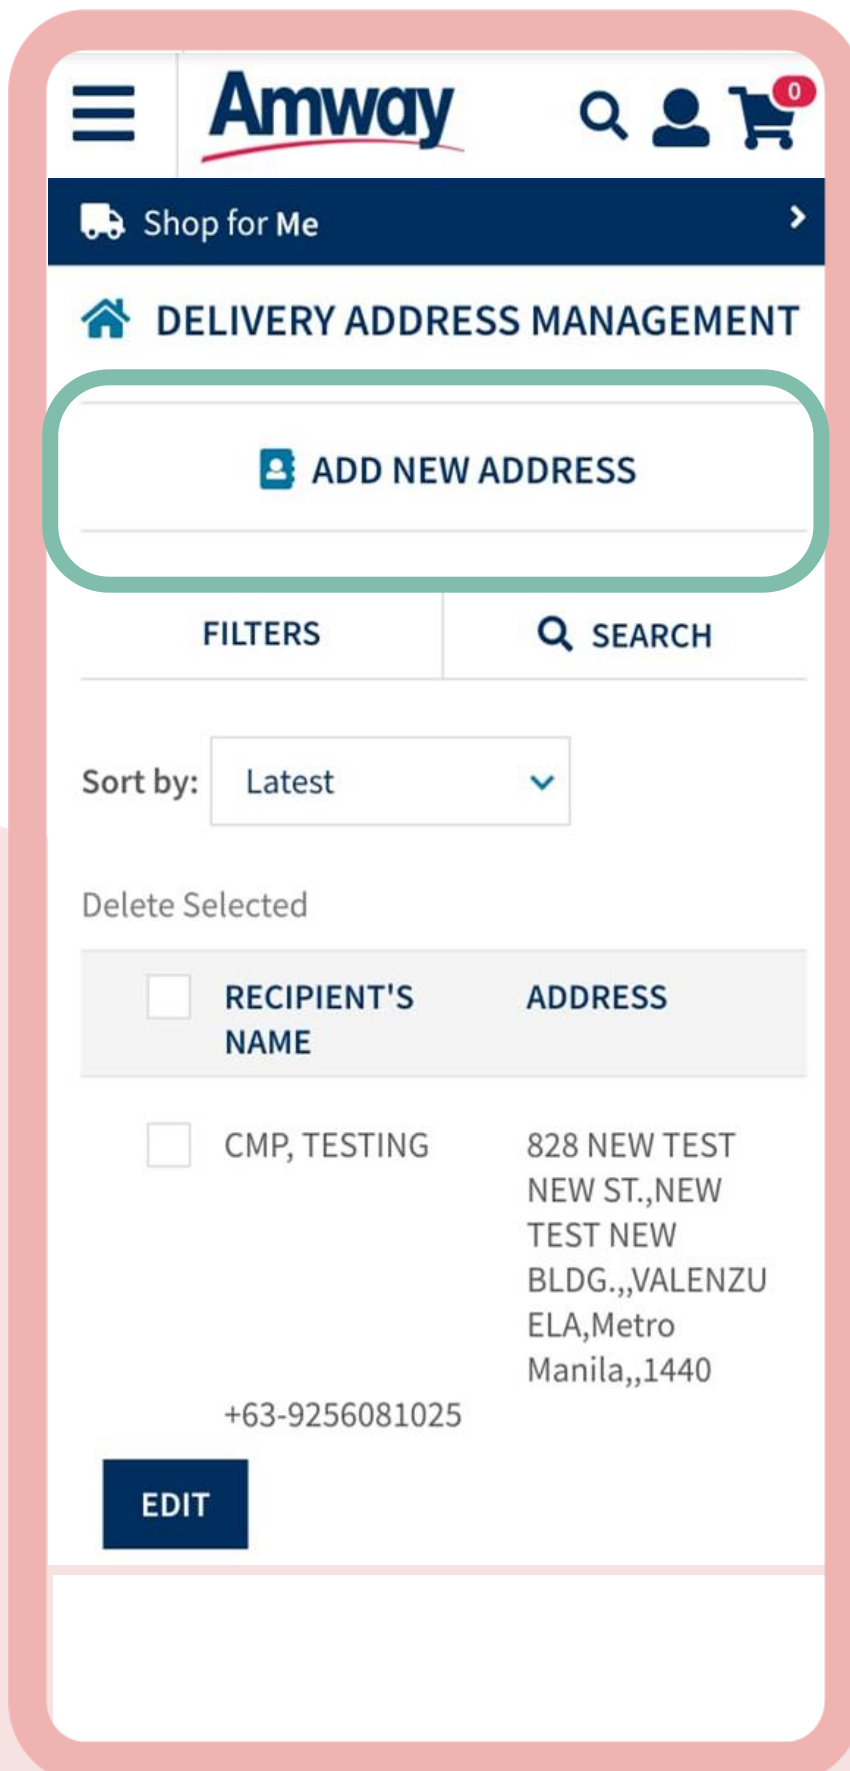 Amway
0
Shop for Me
DELIVERY ADDRESS MANAGEMENT
ADD NEW ADDRESS
FILTERS
SEARCH
Sort by:
Latest
Delete Selected
RECIPIENT'S
NAME
ADDRESS
CMP, TESTING
828 NEW TEST
NEW ST.,NEW
TEST NEW
BLDG.,,VALENZU
ELA,Metro
Manila,,1440
+63-9256081025
EDIT